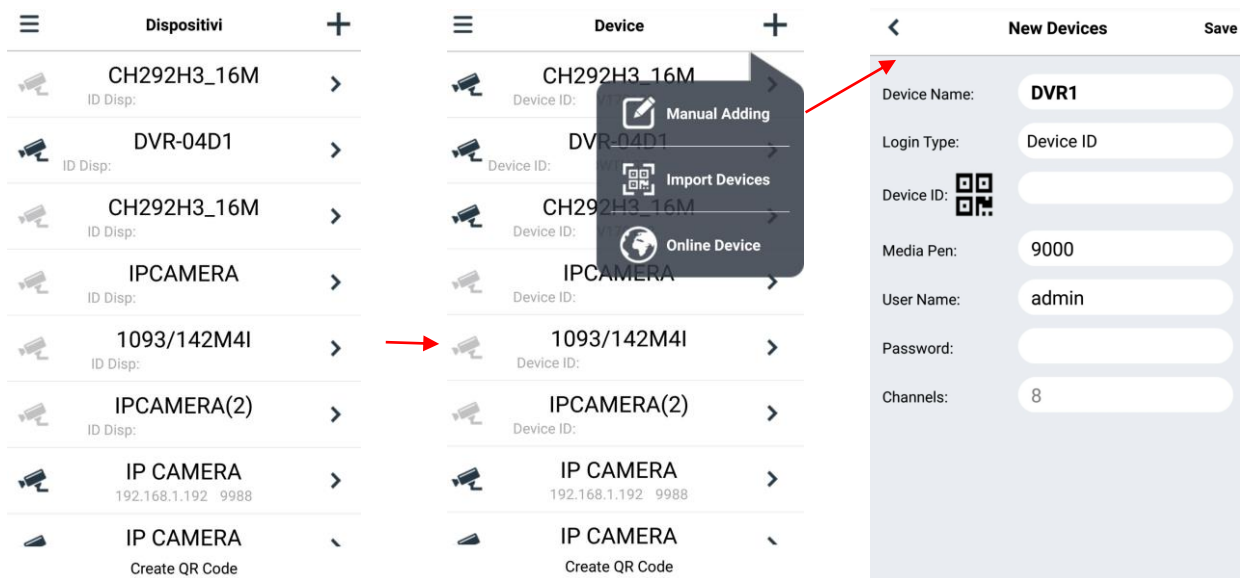 Dispositivi
CH292H3_16M
ID Disp:
DVR-04D1
ID Disp:
CH292H3_16M
ID Disp:
IPCAMERA
ID Disp:
1093/142M4I
ID Disp:
IPCAMERA(2)
ID Disp:
IP CAMERA
192.168.1.192 9988
IP CAMERA
Create QR Code
Device
CH292H3_16M
Device ID:
Manual Adding
DVR-04D1
Device ID:
Import Devices
CH292H3_16M
Device ID:
Online Device
IPCAMERA
Device ID:
1093/142M4I
Device ID:
IPCAMERA(2)
Device ID:
IP CAMERA
192.168.1.192 9988
IP CAMERA
Create QR Code
New Devices Save
Device Name: DVR1
Login Type: Device ID
Device ID:
Media Pen: 9000
User Name: admin
Password:
Channels: 8